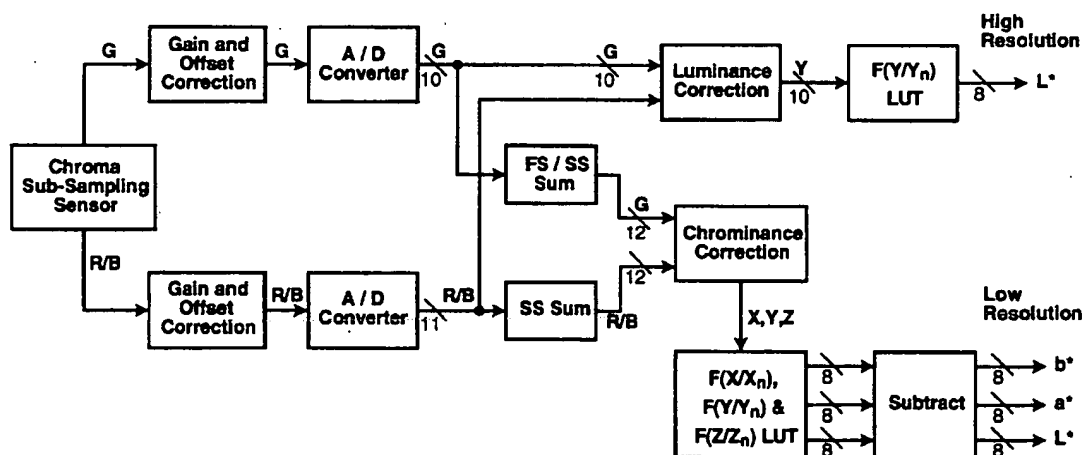 High
Resolution
G
Gain and
Offset
Correction
G
A / D
Converter
G
10
G
10
Luminance
Correction
Y
10
F(Y/Yn)
LUT
8
L*
Chroma
Sub-Sampling
Sensor
FS / SS
Sum
G
12
Chrominance
Correction
R/B
Gain and
Offset
Correction
R/B
A / D
Converter
R/B
11
SS Sum
12
R/B
X,Y,Z
Low
Resolution
F(X/Xn),
F(Y/Yn) &
F(Z/Zn) LUT
8
8
8
Subtract
8
b*
8
a*
8
L*